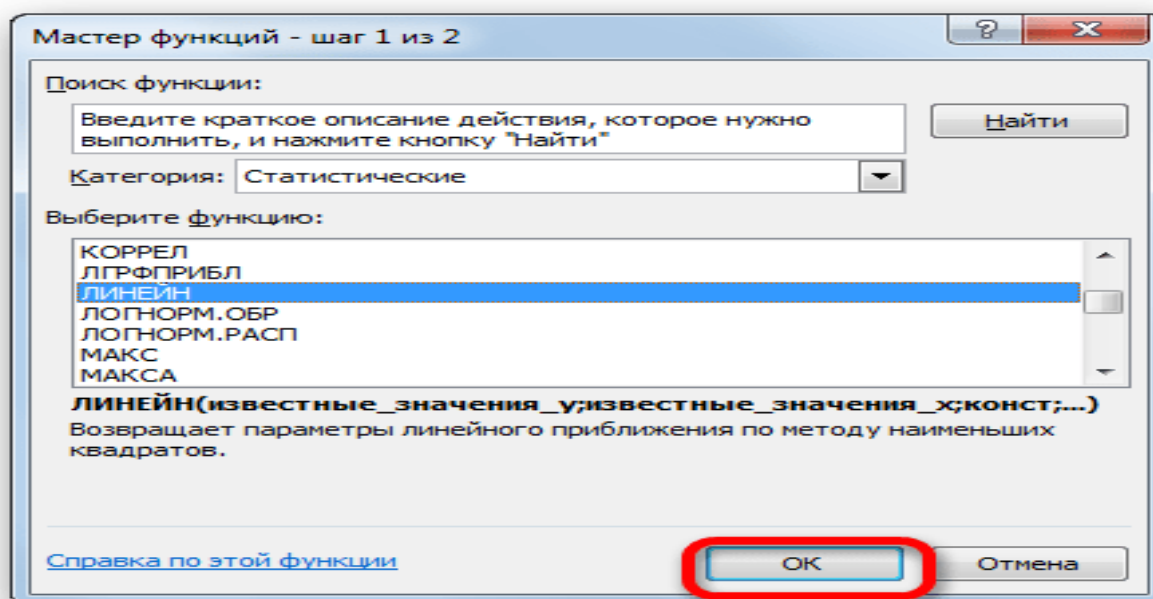 Мастер функций - шаг 1 из 2
Поиск функции:
Введите краткое описание действия, которое нужно
выполнить, и нажмите кнопку "Найти"
Найти
Категория: Статистические
Выберите функцию:
КОРРЕЛ
ЛГРФПРИБЛ
ЛИНЕЙН
ЛОГНОРМ.ОБР
ЛОГНОРМ.РАСП
МАКС
МАКСА
ЛИНЕЙН(известные_значения_y;известные_значения_x;конст;...)
Возвращает параметры линейного приближения по методу наименьших
квадратов.
Справка по этой функции
ОК
Отмена